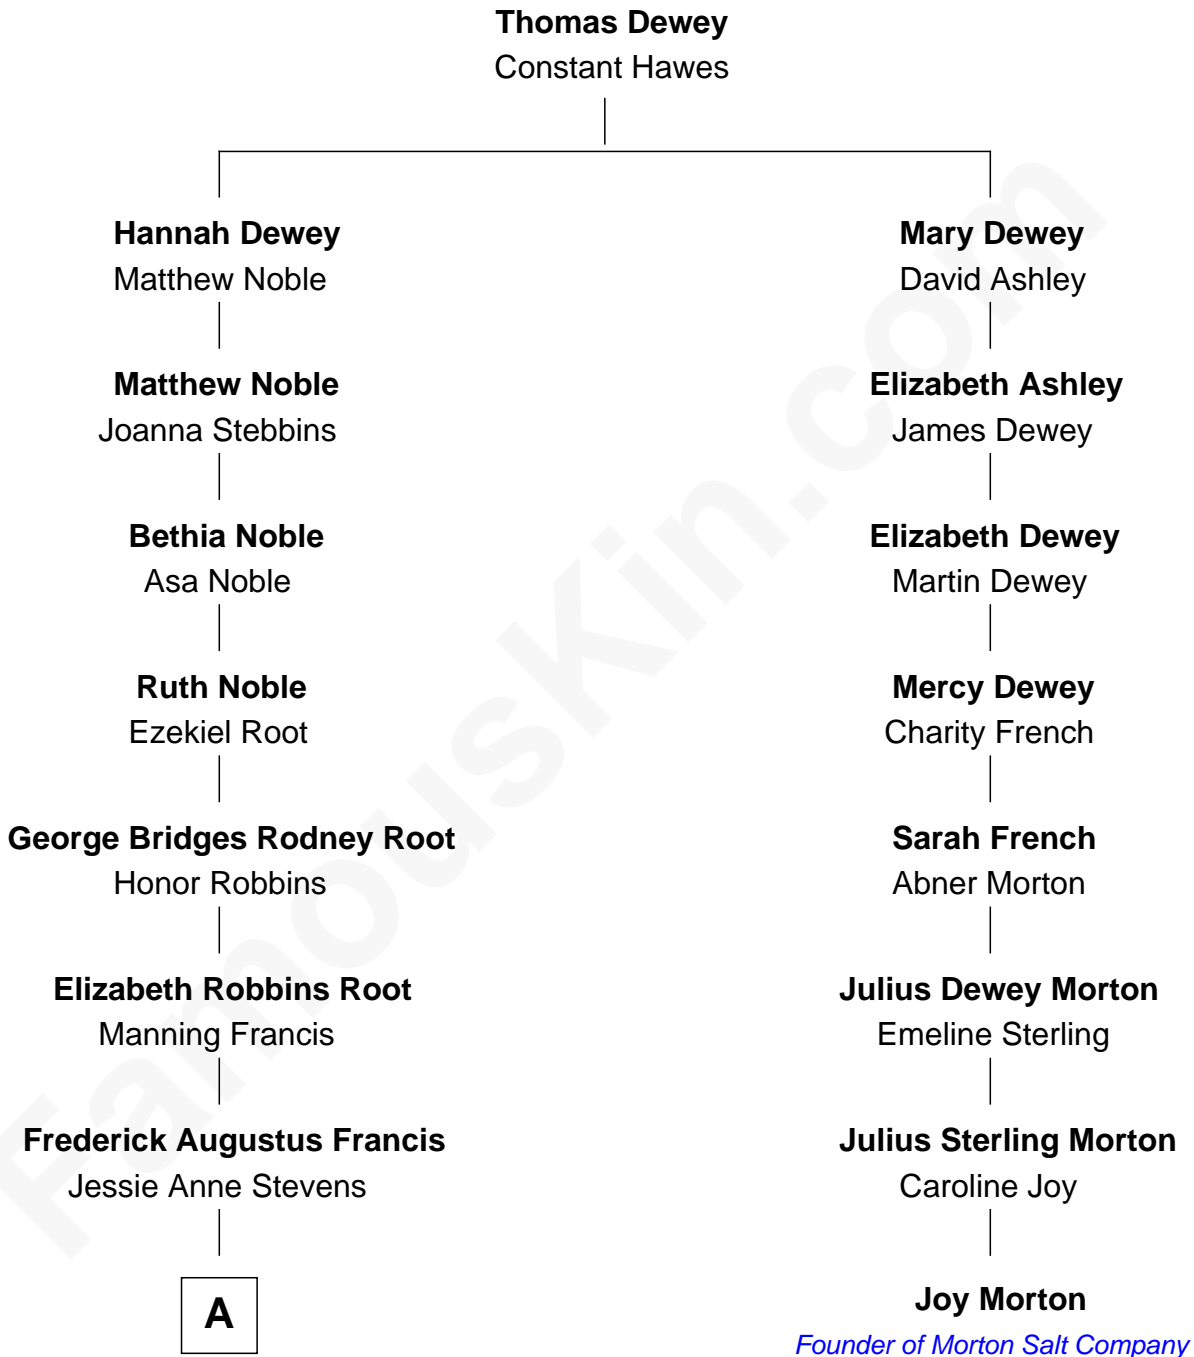 Thomas Dewey
Constant Hawes
Hannah Dewey
Matthew Noble
Mary Dewey
David Ashley
Matthew Noble
Joanna Stebbins
Elizabeth Ashley
James Dewey
Bethia Noble
Asa Noble
Elizabeth Dewey
Martin Dewey
Ruth Noble
Ezekiel Root
Mercy Dewey
Charity French
George Bridges Rodney Root
Honor Robbins
Sarah French
Abner Morton
Elizabeth Robbins Root
Manning Francis
Julius Dewey Morton
Emeline Sterling
Frederick Augustus Francis
Jessie Anne Stevens
Julius Sterling Morton
Caroline Joy
A
Joy Morton
Founder of Morton Salt Company
FamousKin.com